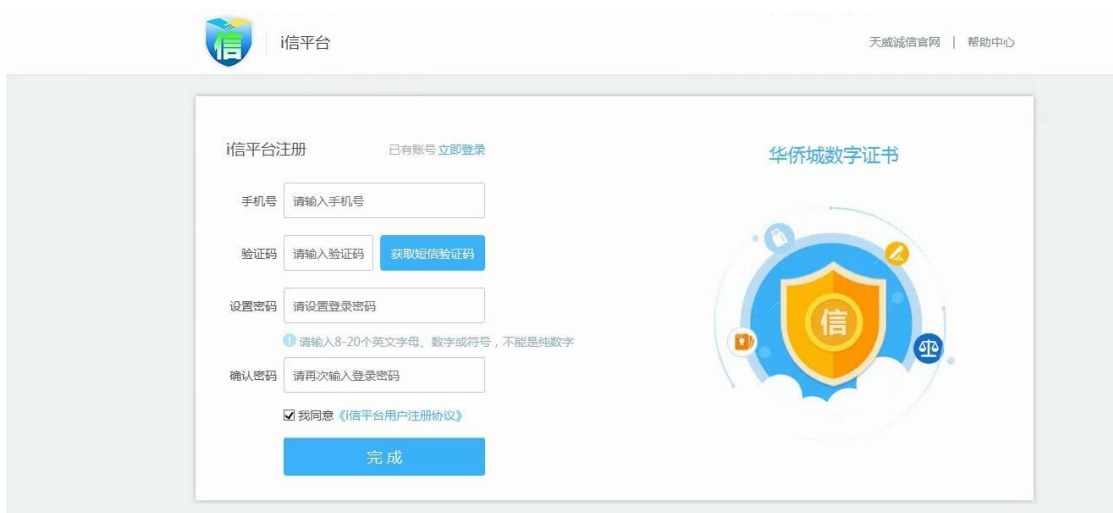 信
i信平台
天威诚信官网 | 帮助中心
i信平台注册
已有账号 立即登录
华侨城数字证书
手机号 请输入手机号
验证码 请输入验证码 获取短信验证码
设置密码 请设置登录密码
请输入8-20个英文字母、数字或符号，不能是纯数字
确认密码 请再次输入登录密码
我同意《i信平台用户注册协议》
完成
信